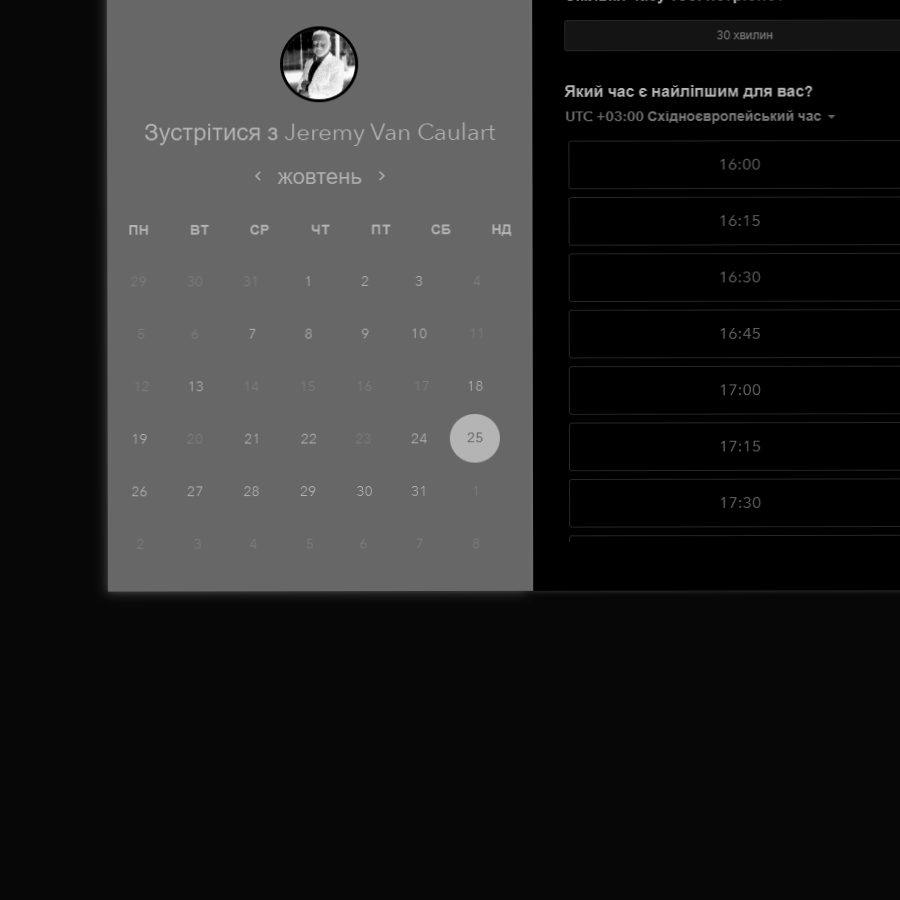 30 хвилин
Який час є найліпшим для вас?
UTC +03:00 Східноєвропейський час
Зустрітися з Jeremy Van Caulart
жовтень
ПН ВТ СР ЧТ ПТ СБ НД
29 30 31 1 2 3 4
5 6 7 8 9 10 11
12 13 14 15 16 17 18
19 20 21 22 23 24 25
26 27 28 29 30 31 1
2 3 4 5 6 7 8
16:00
16:15
16:30
16:45
17:00
17:15
17:30